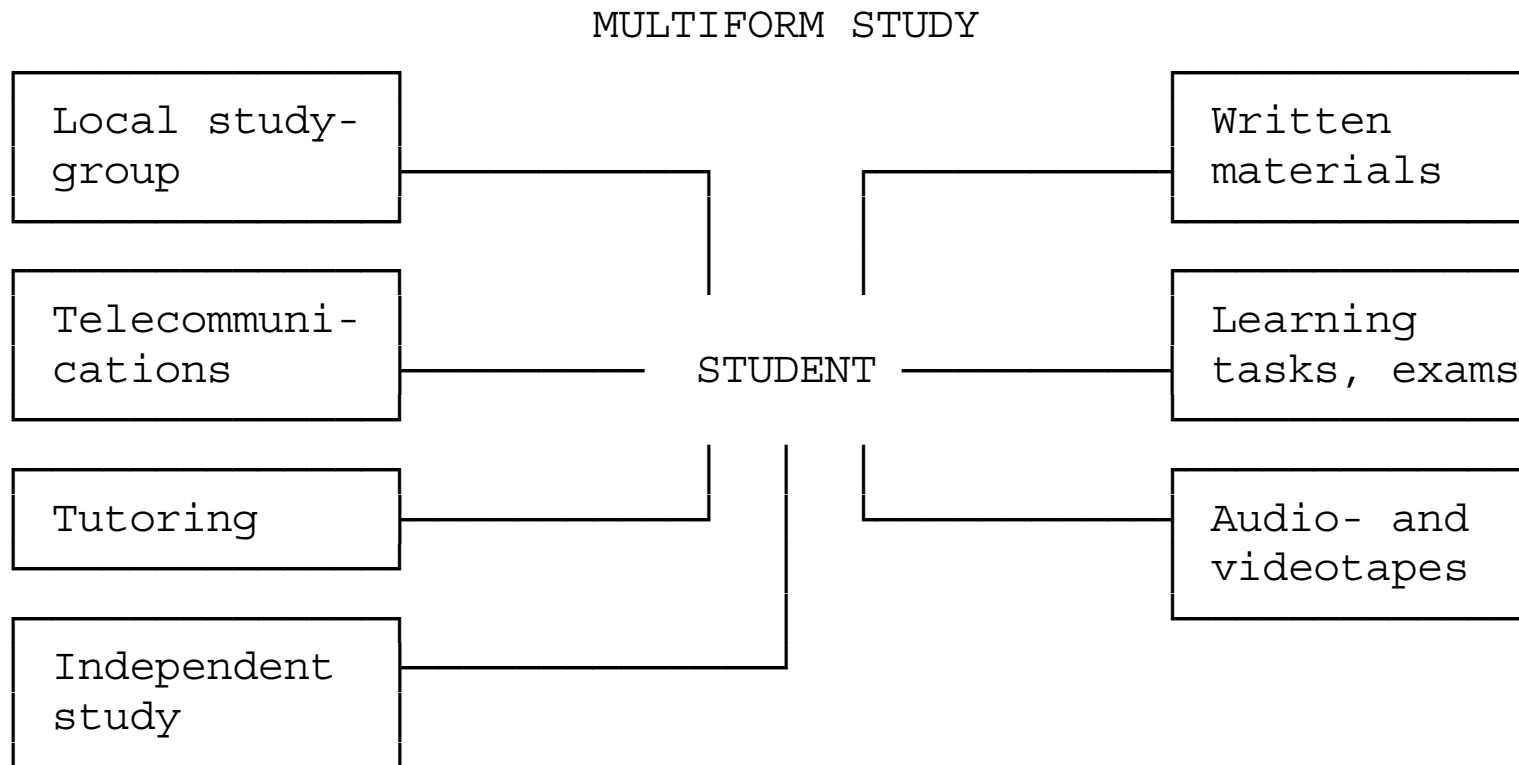 MULTIFORM STUDY
Local study-
group
Telecommuni-
cations
Tutoring
Independent
study
STUDENT
Written
materials
Learning
tasks, exams
Audio- and
videotapes